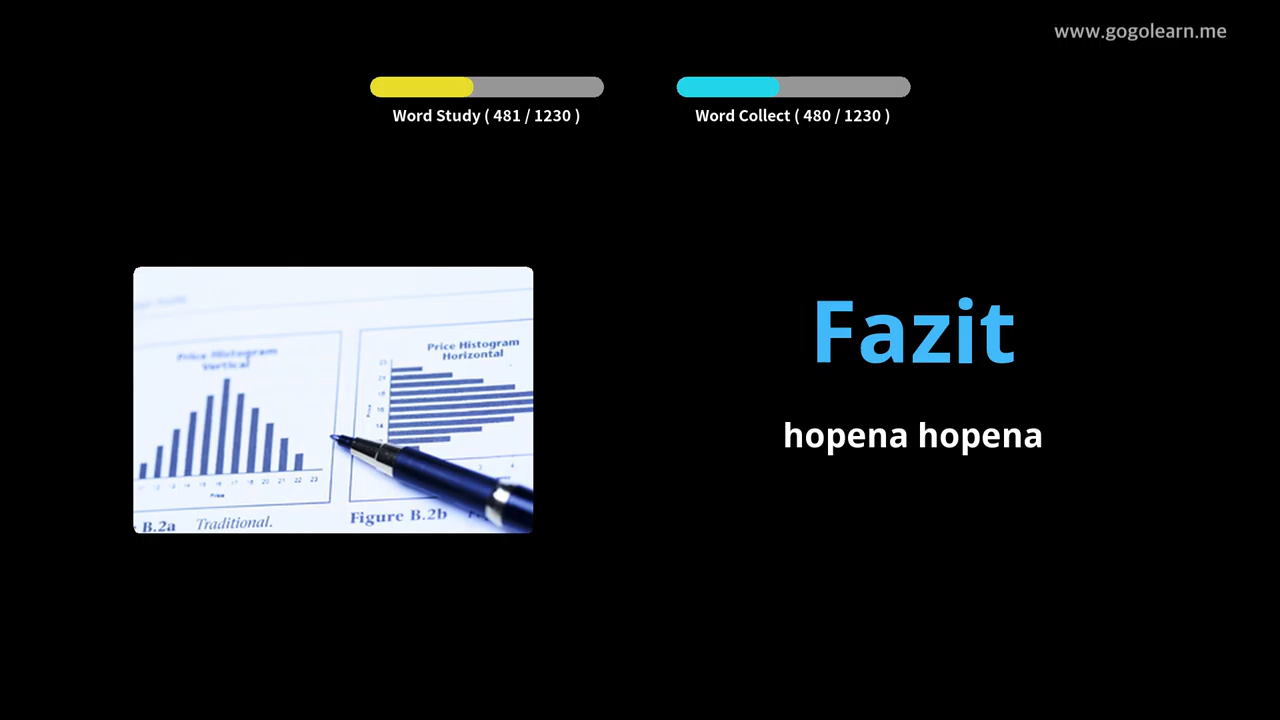 www.gogolearn.me
Word Study ( 481 / 1230 )
Word Collect ( 480 / 1230 )
Price Histogram
Vertical
Price Histogram
Horizontal
Fazit
hopena hopena
Price
B.2a Traditional.
Figure B.2b